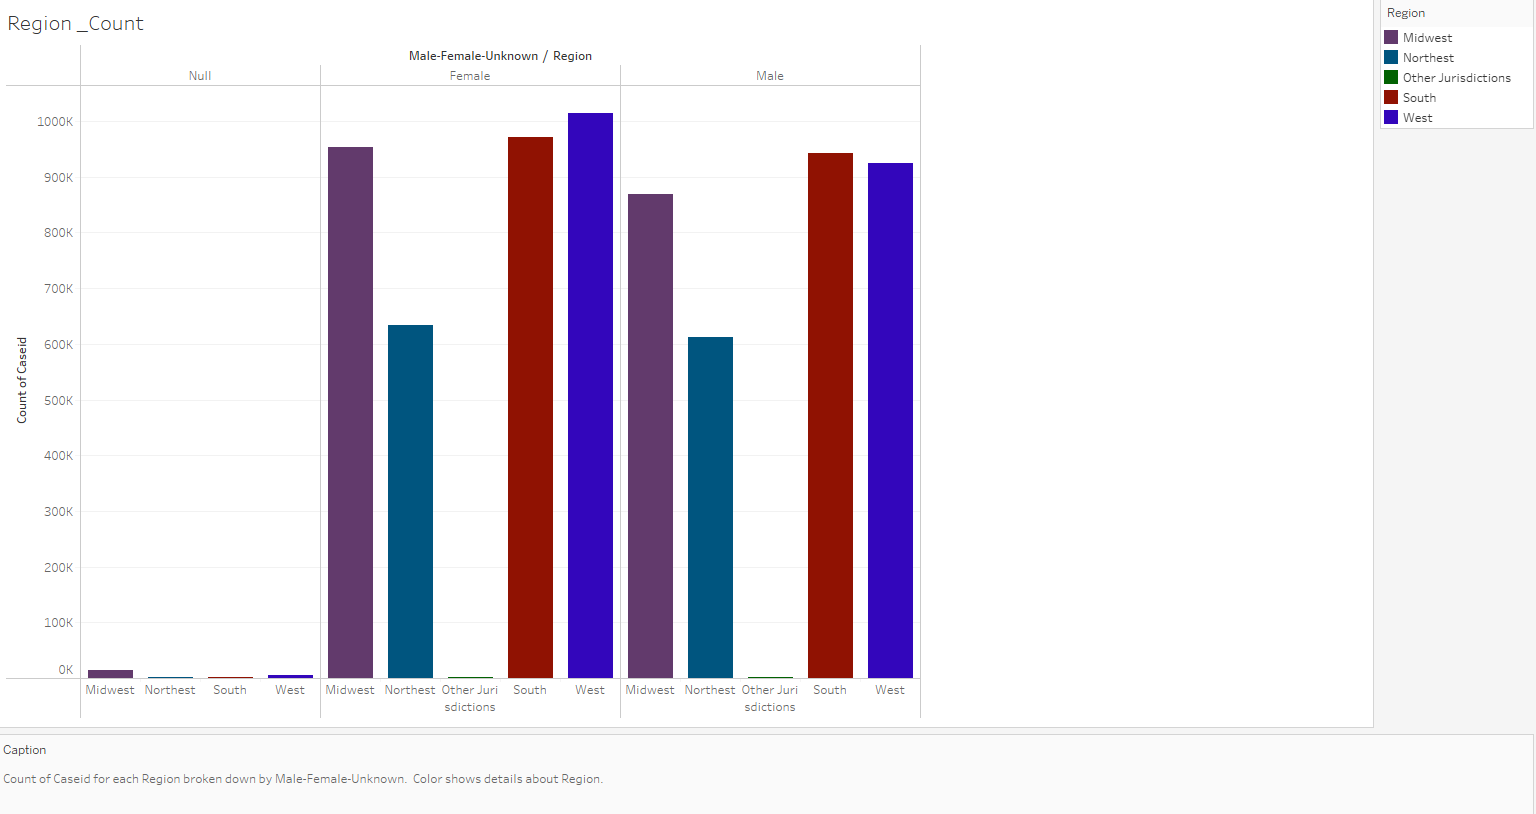 Region _Count
Male-Female-Unknown / Region
Null Female Male
1000K
900K
800K
700K
600K
500K
400K
300K
200K
100K
0K
Count of Caseid
Midwest Northest South West Midwest Northest Other Juri South West Midwest Northest Other Juri South West
sdictions sdictions
Region
Midwest
Northest
Other Jurisdictions
South
West
Caption
Count of Caseid for each Region broken down by Male-Female-Unknown. Color shows details about Region.